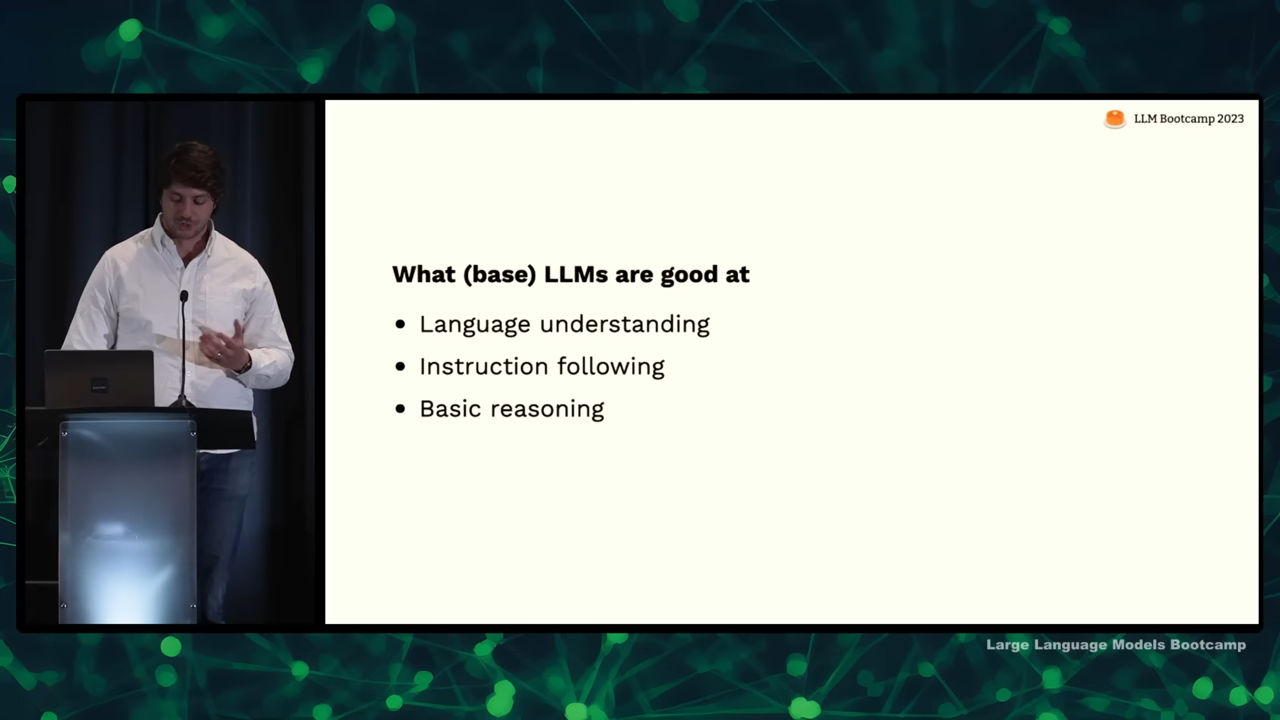 LLM Bootcamp 2023
What (base) LLMs are good at
• Language understanding
• Instruction following
• Basic reasoning
Large Language Models Bootcamp